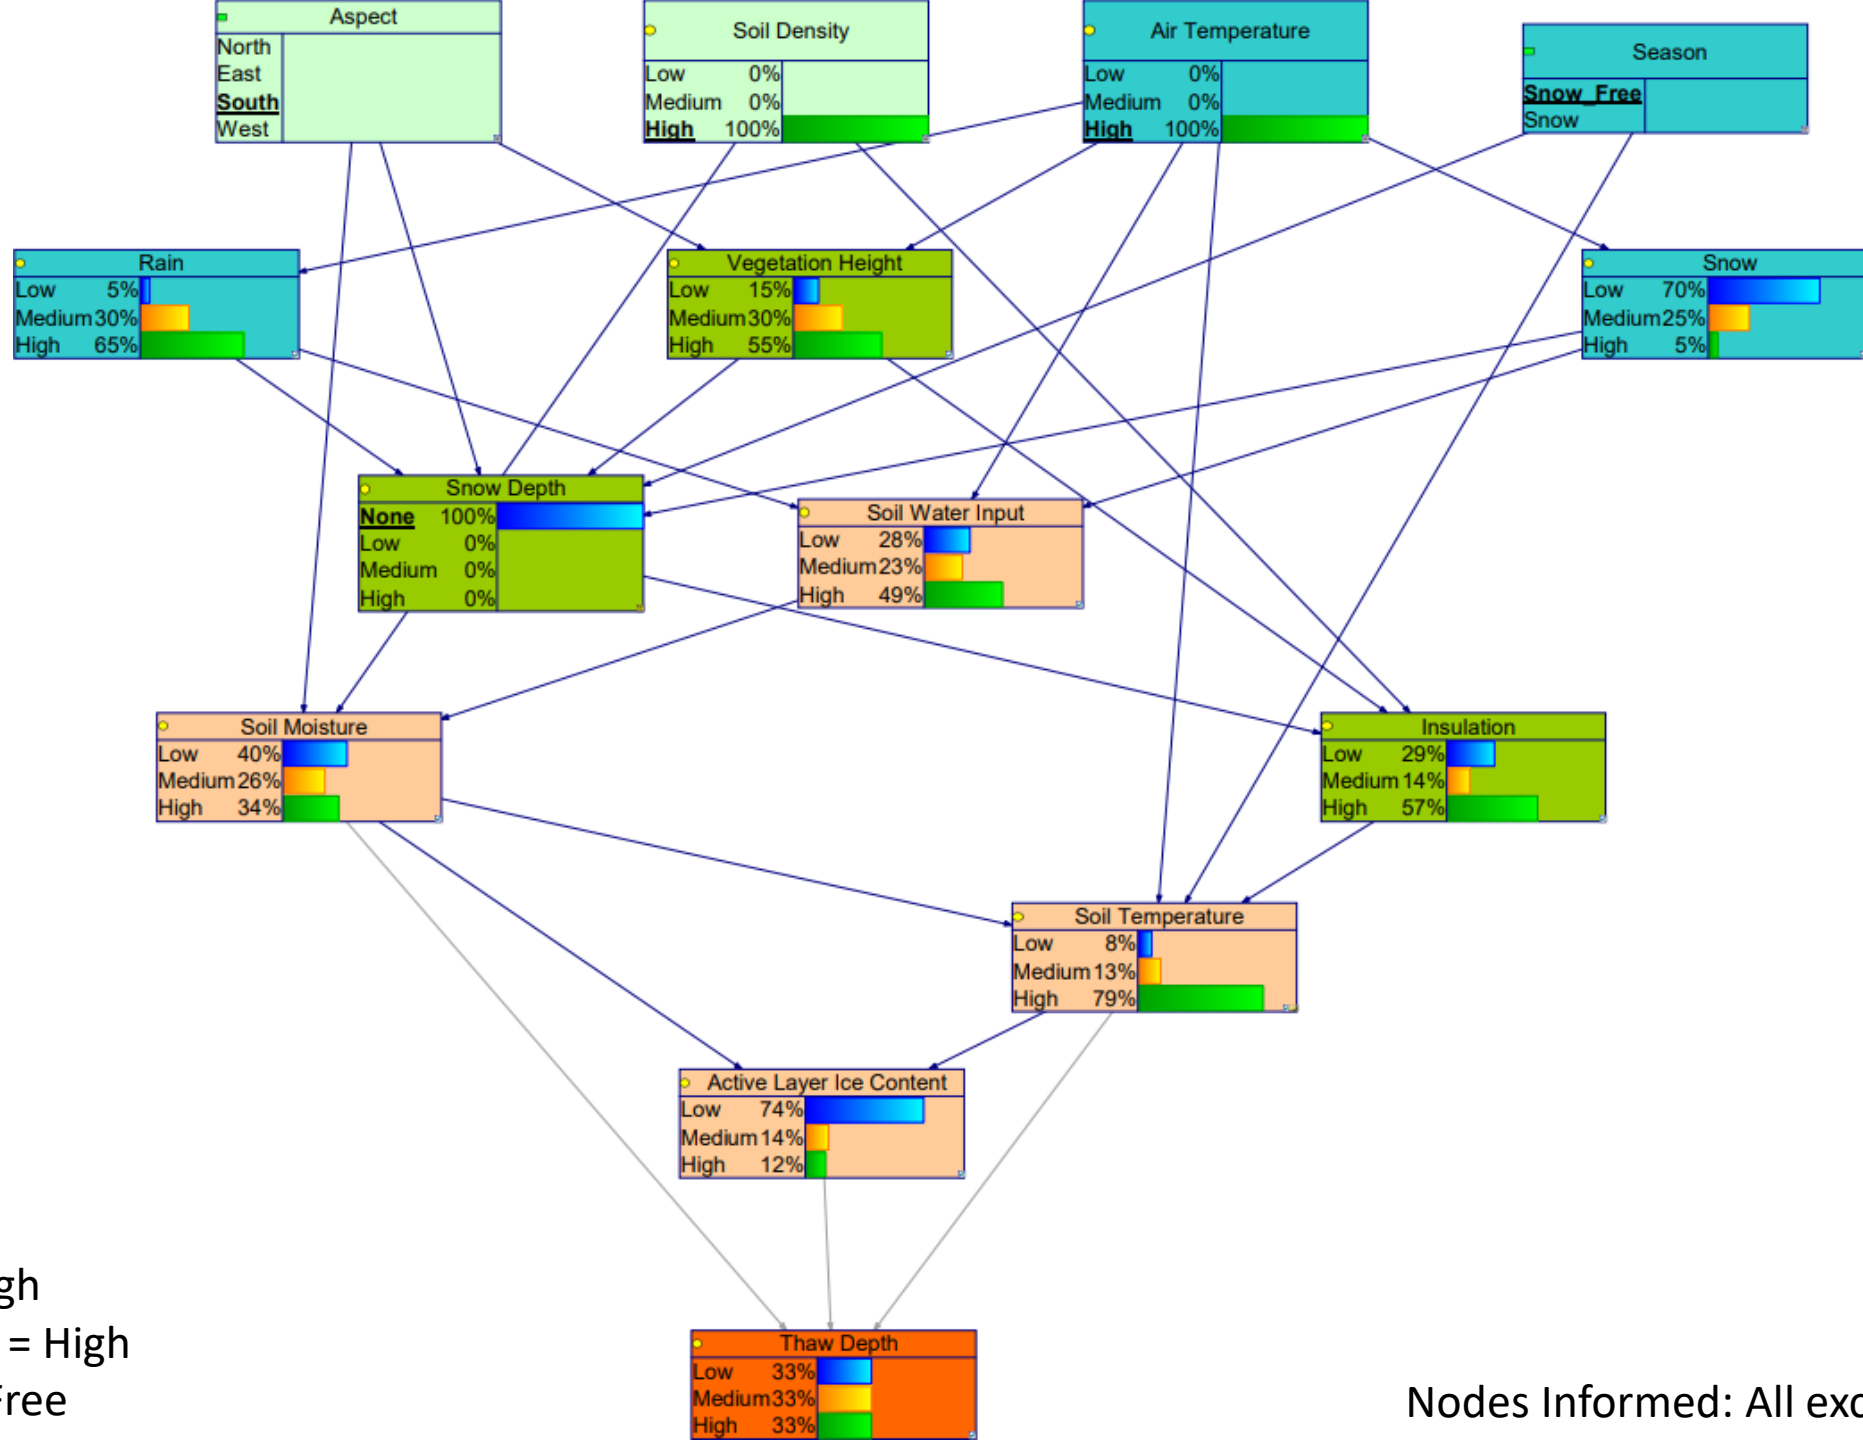 Aspect
North
East
South
West
Soil Density
Low 0%
Medium 0%
High 100%
Air Temperature
Low 0%
Medium 0%
High 100%
Season
Snow_Free
Snow
Rain
Low 5%
Medium 30%
High 65%
Vegetation Height
Low 15%
Medium 30%
High 55%
Snow
Low 70%
Medium 25%
High 5%
Snow Depth
None 100%
Low 0%
Medium 0%
High 0%
Soil Water Input
Low 28%
Medium 23%
High 49%
Soil Moisture
Low 40%
Medium 26%
High 34%
Insulation
Low 29%
Medium 14%
High 57%
Soil Temperature
Low 8%
Medium 13%
High 79%
Active Layer Ice Content
Low 74%
Medium 14%
High 12%
Thaw Depth
Low 33%
Medium 33%
High 33%
= High
Nodes Informed: All